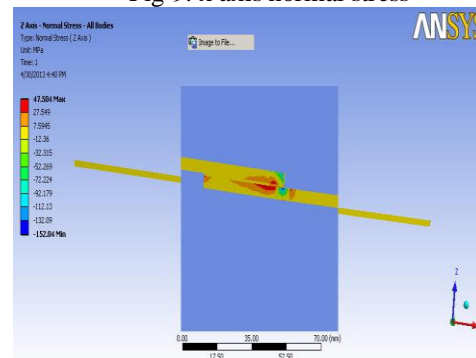 Fig 9. x-axis normal stress
Z Axis - Normal Stress - All Bodies
Type: Normal Stress ( Z Axis )
Unit: MPa
Time: 1
4/30/2013 4:40 PM
Image to File...
ANSYS
47.504 Max
27.549
7.5945
-12.36
-32.315
-52.269
-72.224
-92.179
-112.13
-132.09
-152.04 Min
Z
0.00 35.00 70.00 (mm)
17.50 52.50